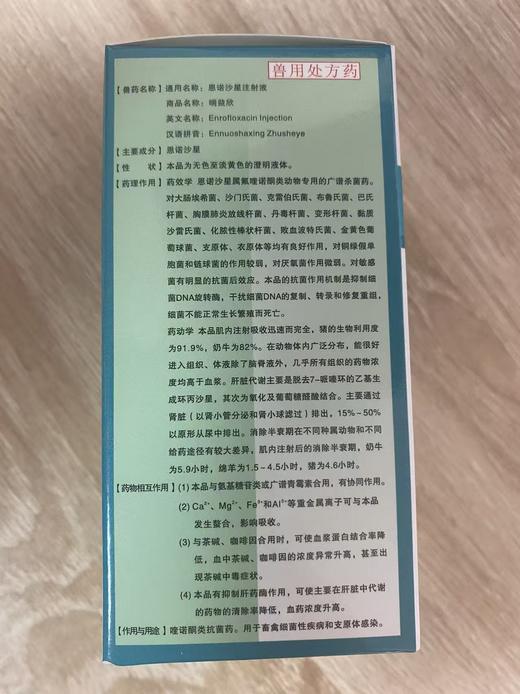 兽用处方药
【兽药名称】通用名称：恩诺沙星注射液
商品名称：嗨效欣
英文名称：Enrofloxacin Injection
汉语拼音：Ennuoshaxing Zhusheye
【主要成分】恩诺沙星
【性 状】本品为无色至淡黄色的澄明液体。
【药理作用】药效学 恩诺沙星属氟喹诺酮类动物专用的广谱杀菌药。
对大肠埃希菌、沙门氏菌、克雷伯氏菌、布鲁氏菌、巴氏
杆菌、胸膜肺炎放线杆菌、丹毒杆菌、变形杆菌、黏质
沙雷氏菌、化脓性棒状杆菌、败血波特氏菌、金黄色葡
萄球菌、支原体、衣原体等均有良好作用，对铜绿假单
胞菌和链球菌的作用较弱，对厌氧菌作用微弱。对敏感
菌有明显的抗菌后效应。本品的抗菌作用机制是抑制细
菌DNA旋转酶，干扰细菌DNA的复制、转录和修复重组，
细菌不能正常生长繁殖而死亡。
药动学 本品肌内注射吸收迅速而完全，猪的生物利用度
为91.9%，奶牛为82%。在动物体内广泛分布，能很好
进入组织、体液除了脑脊液外，几乎所有组织的药物浓
度均高于血浆。肝脏代谢主要是脱去7-哌嗪环的乙基生
成环丙沙星，其次为氧化及葡萄糖醛酸结合。主要通过
肾脏（以肾小管分泌和肾小球滤过）排出，15%~50%
以原形从尿中排出。消除半衰期在不同种属动物和不同
给药途径有较大差异，肌内注射后的消除半衰期，奶牛
为5.9小时，绵羊为1.5~4.5小时，猪为4.6小时。
【药物相互作用】(1) 本品与氨基糖苷类或广谱青霉素合用，有协同作用。
(2) Ca²⁺、Mg²⁺、Fe³⁺和Al³⁺等重金属离子可与本品
发生螯合，影响吸收。
(3) 与茶碱、咖啡因合用时，可使血浆蛋白结合率降
低，血中茶碱、咖啡因的浓度异常升高，甚至出
现茶碱中毒症状。
(4) 本品有抑制肝药酶作用，可使主要在肝脏中代谢
的药物的清除率降低，血药浓度升高。
【作用与用途】喹诺酮类抗菌药。用于畜禽细菌性疾病和支原体感染。